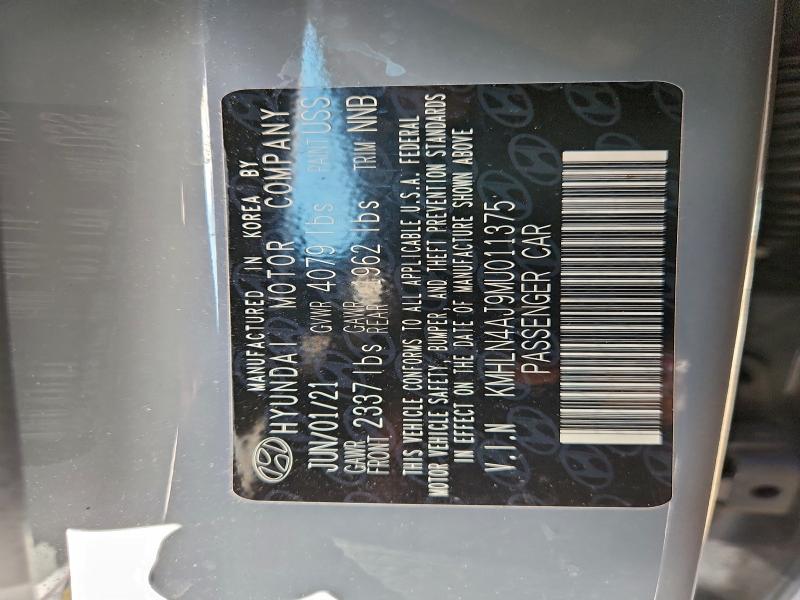 MANUFACTURED IN KOREA BY
HYUNDAI MOTOR COMPANY
JUN/01/21 GVWR 4079 lbs PAINT USS
GAWR FRONT 2337 lbs GAWR REAR 962 lbs TRIM NNB
THIS VEHICLE CONFORMS TO ALL APPLICABLE U.S.A. FEDERAL
MOTOR VEHICLE SAFETY, BUMPER, AND THEFT PREVENTION STANDARDS
IN EFFECT ON THE DATE OF MANUFACTURE SHOWN ABOVE
V.I.N KMHLN4AJ9MU011375
PASSENGER CAR